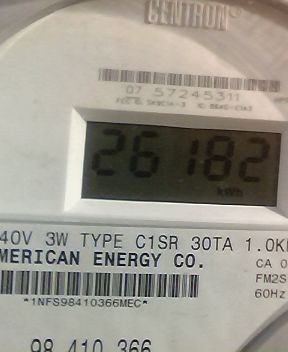 CENTRON®
07 57245311
26182
kWh
40V 3W TYPE C1SR 30TA 1.0K
MERICAN ENERGY CO.
CA 0
FM2S
60Hz
*1NFS98410366MEC*
98 410 366